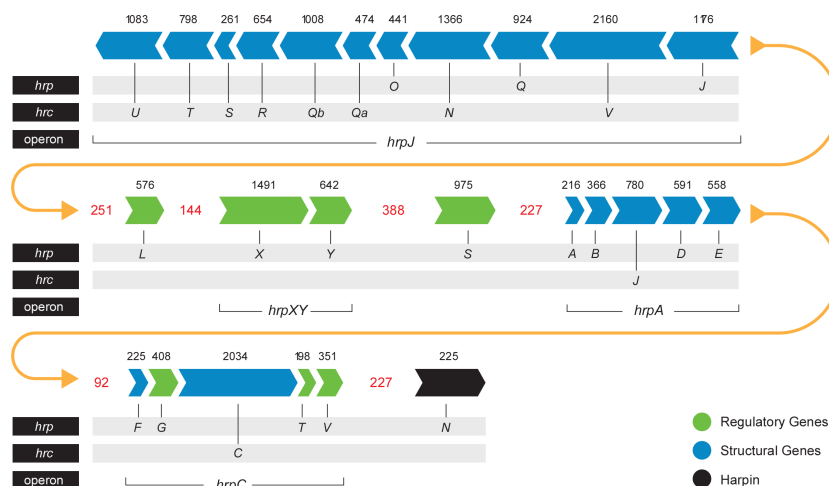 1083 798 261 654 1008 474 441 1366 924 2160 1176
hrp O Q J
hrc U T S R Qb Qa N V
operon hrpJ
576 1491 642 975 216 366 780 591 558
251 144 388 227
hrp L X Y S A B D E
hrc J
operon hrpXY hrpA
225 408 2034 198 351 225
92 227
hrp F G T V N
hrc C
operon hrpC
Regulatory Genes
Structural Genes
Harpin